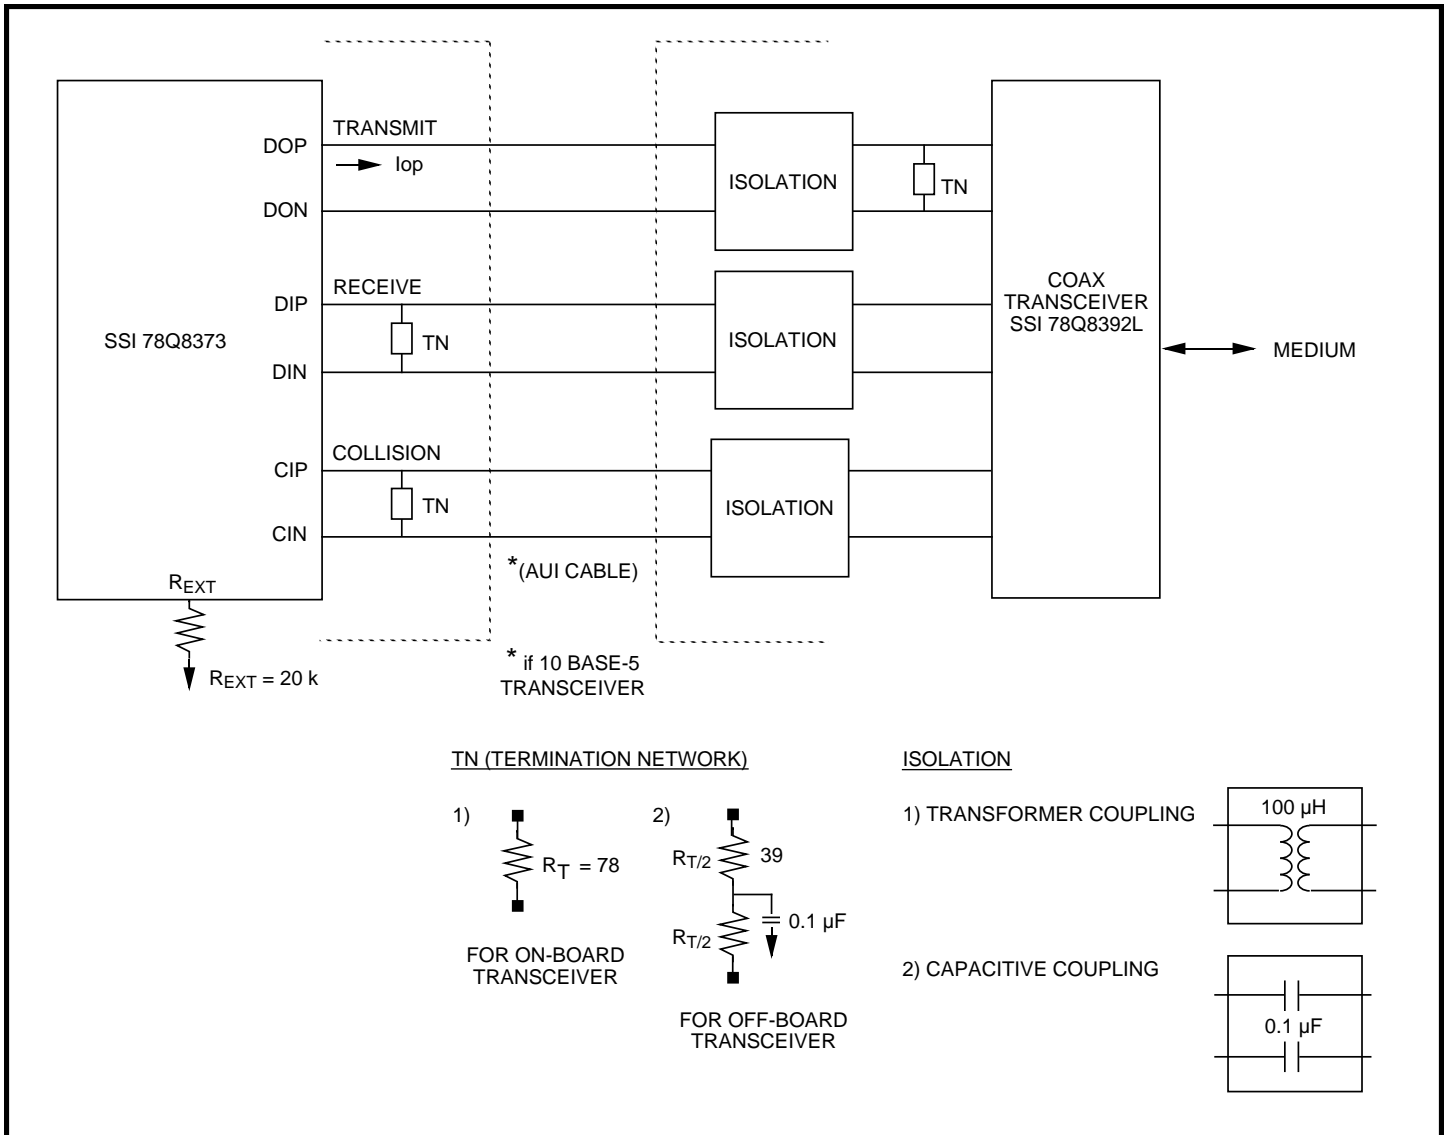 TRANSMIT
DOP
Iop
ISOLATION
TN
DON
RECEIVE
DIP
SSI 78Q8373
TN
ISOLATION
DIN
COAX
TRANSCEIVER
SSI 78Q8392L
MEDIUM
COLLISION
CIP
TN
ISOLATION
CIN
*(AUI CABLE)
REXT
REXT = 20 k
* if 10 BASE-5
TRANSCEIVER
TN (TERMINATION NETWORK)
1)
RT = 78
FOR ON-BOARD
TRANSCEIVER
2)
RT/2
39
0.1 µF
RT/2
FOR OFF-BOARD
TRANSCEIVER
ISOLATION
1) TRANSFORMER COUPLING
100 µH
2) CAPACITIVE COUPLING
0.1 µF